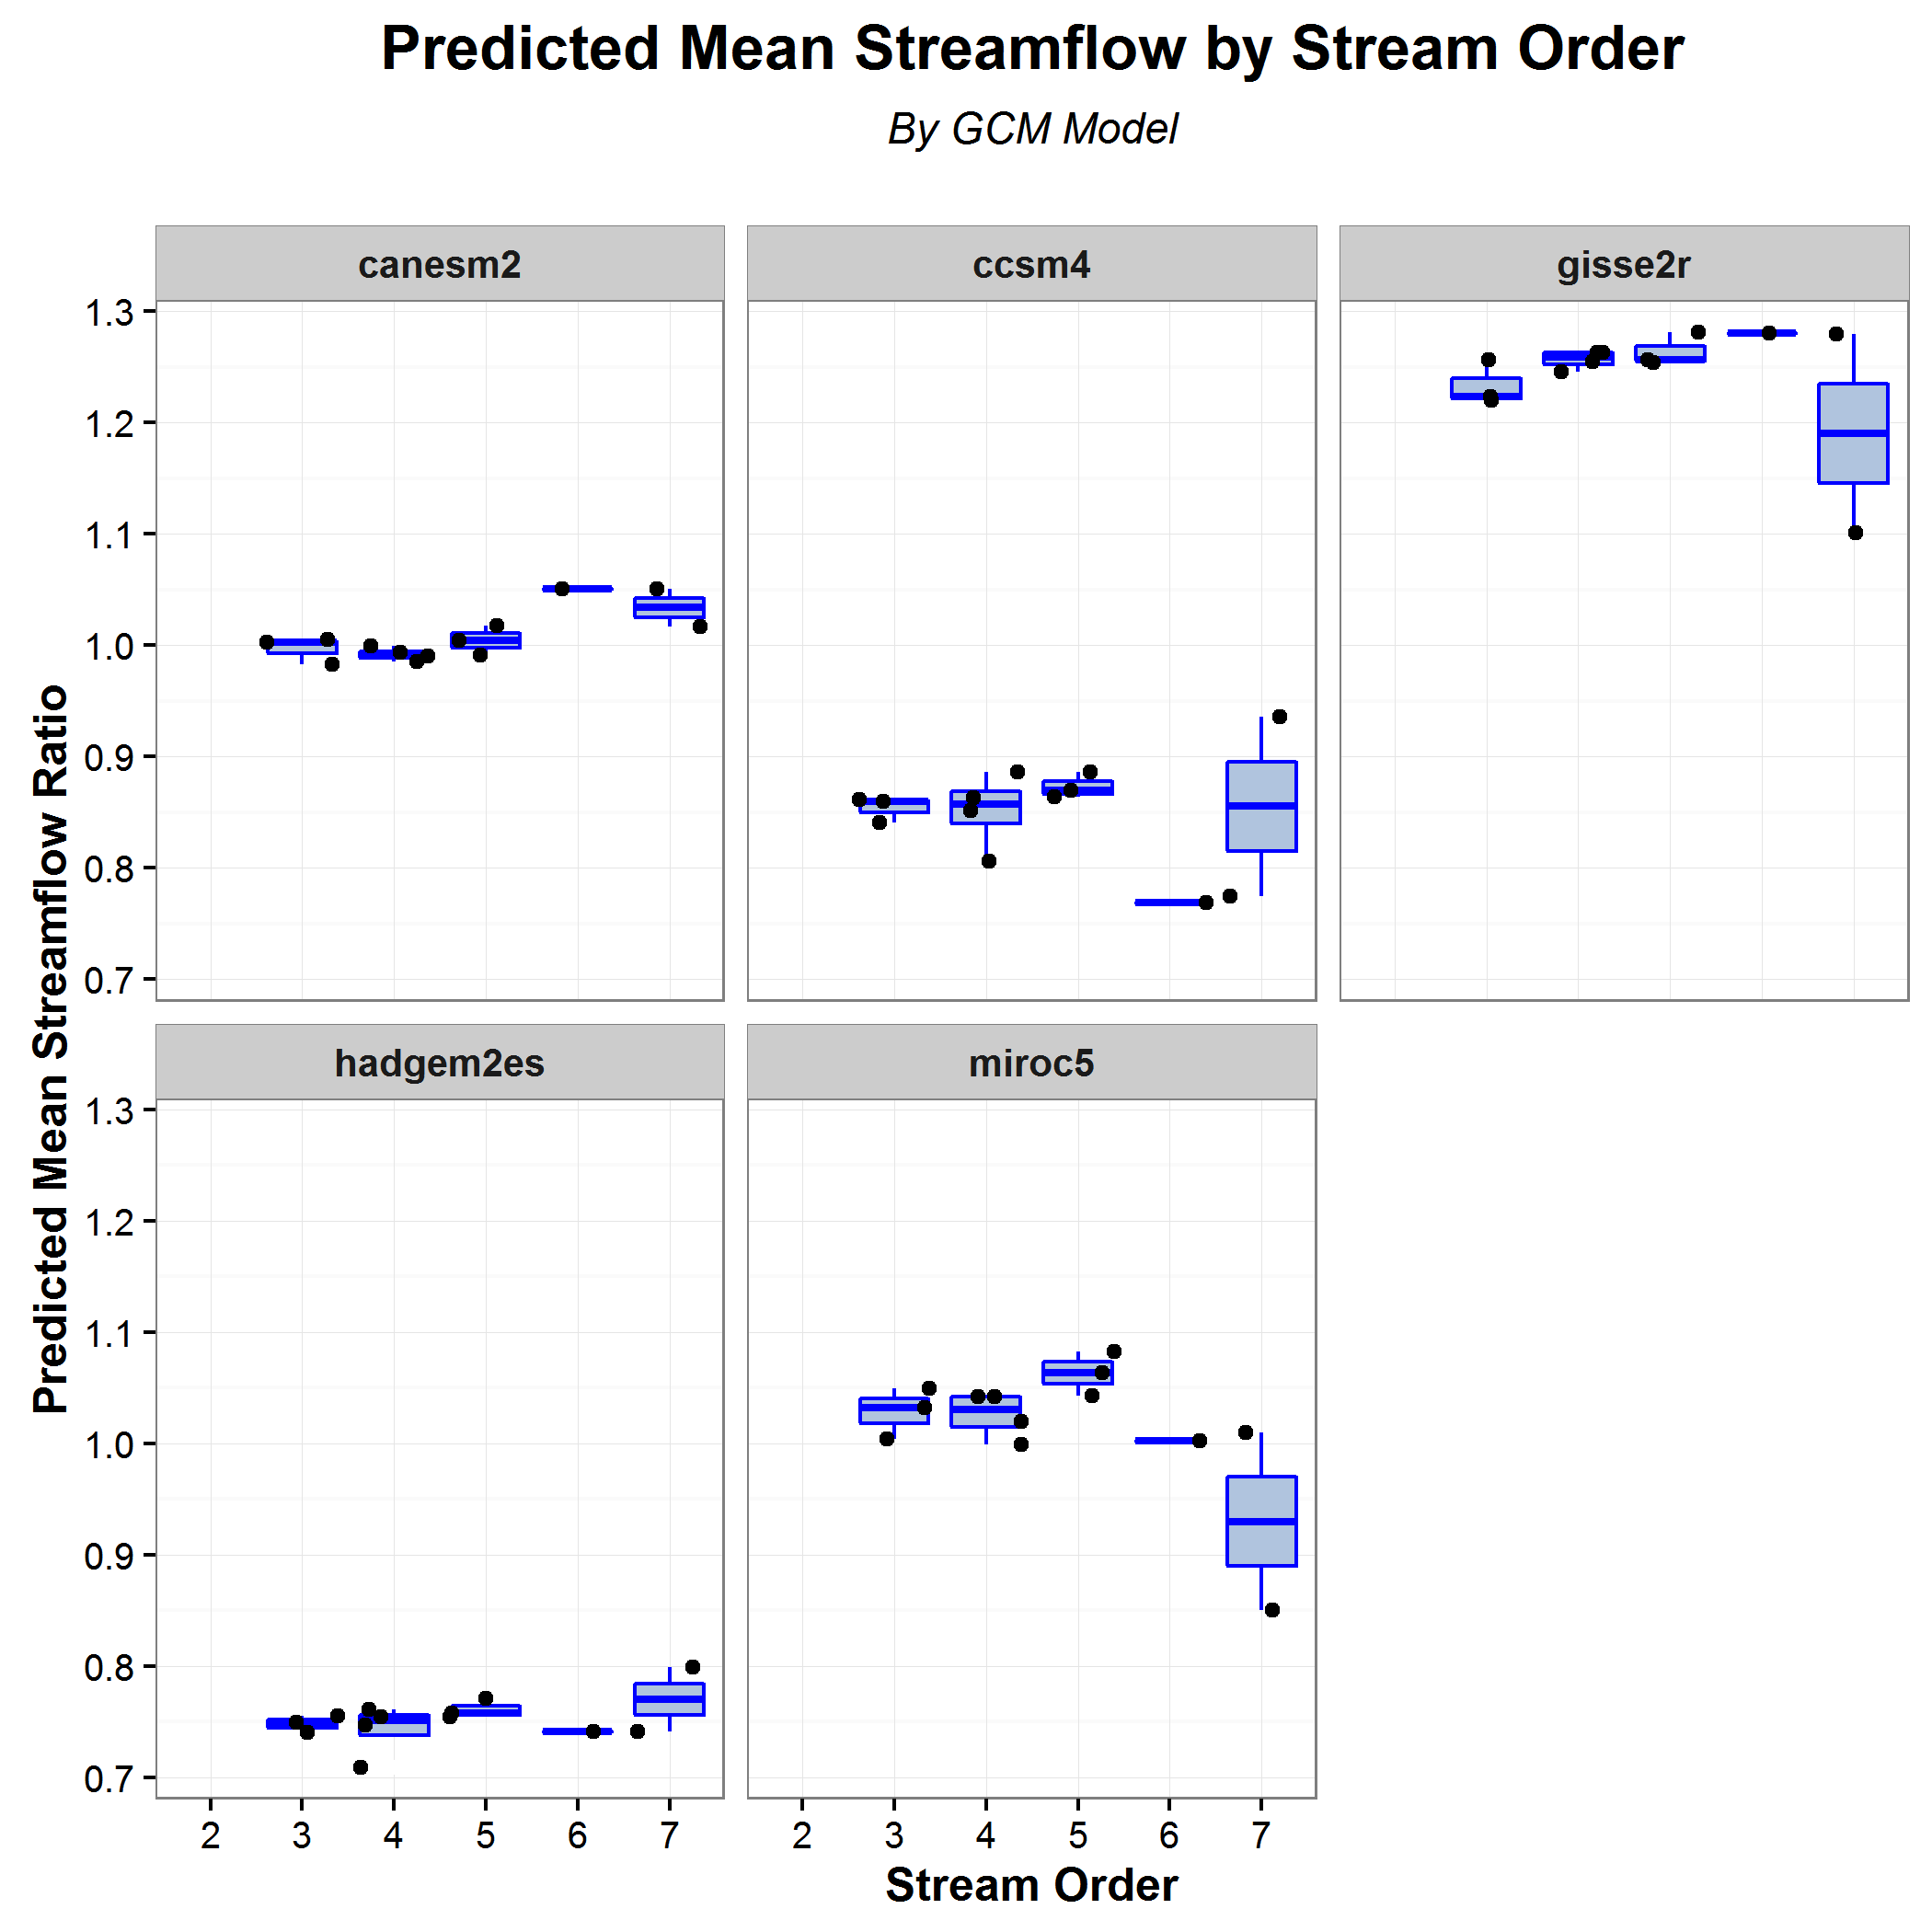 Predicted Mean Streamflow by Stream Order
By GCM Model
canesm2
ccsm4
gisse2r
1.3
1.2
1.1
1.0
0.9
0.8
0.7
Predicted Mean Streamflow Ratio
hadgem2es
miroc5
1.3
1.2
1.1
1.0
0.9
0.8
0.7
2 3 4 5 6 7
2 3 4 5 6 7
Stream Order